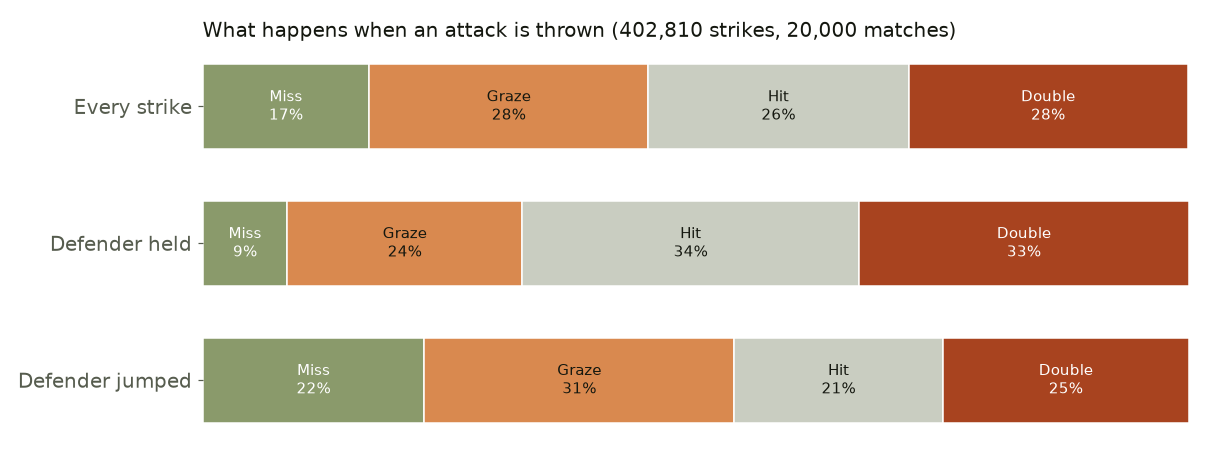 What happens when an attack is thrown (402,810 strikes, 20,000 matches)
Every strike
Miss
17%
Graze
28%
Hit
26%
Double
28%
Defender held
Miss
9%
Graze
24%
Hit
34%
Double
33%
Defender jumped
Miss
22%
Graze
31%
Hit
21%
Double
25%